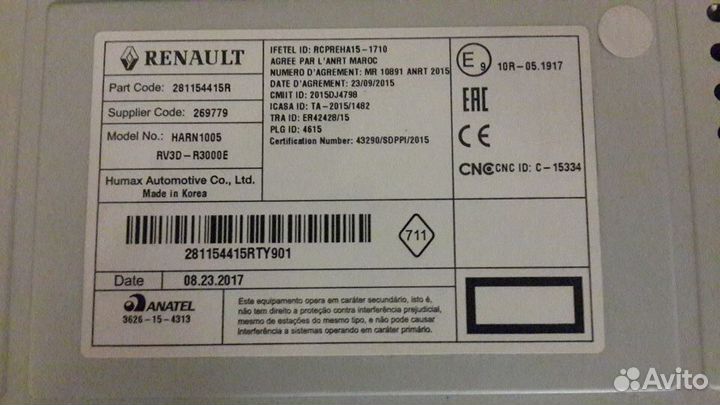 RENAULT
Part Code: 281154415R
Supplier Code: 269779
Model No.: HARN1005
RV3D-R3000E
Humax Automotive Co., Ltd.
Made in Korea
IFETEL ID: RCPREHA15-1710
AGREE PAR L'ANRT MAROC
NUMERO D'AGREMENT: MR 10891 ANRT 2015
DATE D'AGREMENT: 23/09/2015
CMIIT ID: 2015DJ4798
ICASA ID: TA-2015/1482
TRA ID: ER42428/15
PLG ID: 4615
Certification Number: 43290/SDPPI/2015
E 9 10R-05.1917
EAC
CE
CNC CNC ID: C-15334
281154415RTY901
711
Date 08.23.2017
ANATEL
3626-15-4313
Este equipamento opera em caráter secundário, isto é,
não tem direito a proteção contra interferência prejudicial,
mesmo de estações do mesmo tipo, e não pode causar
Interferência a sistemas operando em caráter primário.
Avito